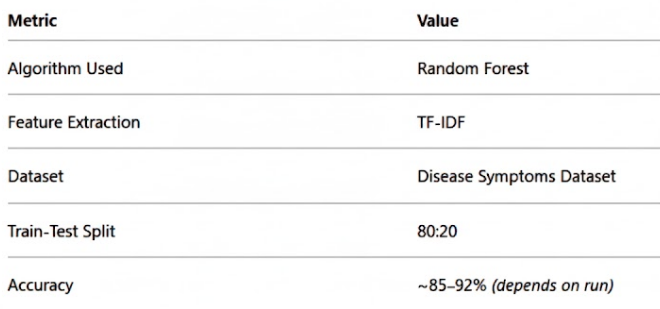 Metric Value
Algorithm Used Random Forest
Feature Extraction TF-IDF
Dataset Disease Symptoms Dataset
Train-Test Split 80:20
Accuracy ~85–92% (depends on run)